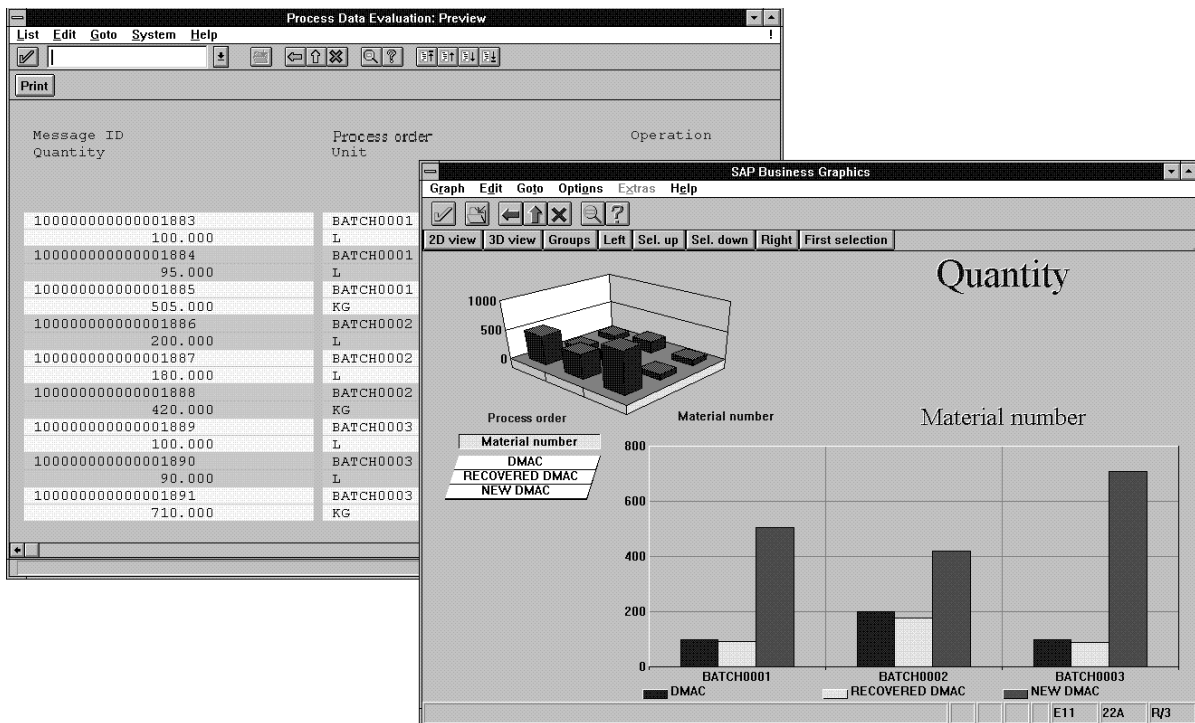 Process Data Evaluation: Preview
List Edit Goto System Help !
Print
Message ID Process order Operation
Quantity Unit
100000000000001883 BATCH0001
100.000 L
100000000000001884 BATCH0001
95.000 L
100000000000001885 BATCH0001
505.000 KG
100000000000001886 BATCH0002
200.000 L
100000000000001887 BATCH0002
180.000 L
100000000000001888 BATCH0002
420.000 KG
100000000000001889 BATCH0003
100.000 L
100000000000001890 BATCH0003
90.000 L
100000000000001891 BATCH0003
710.000 KG
SAP Business Graphics
Graph Edit Goto Options Extras Help
2D view 3D view Groups Left Sel. up Sel. down Right First selection
Quantity
1000
500
0
Process order Material number
Material number
DMAC
RECOVERED DMAC
NEW DMAC
Material number
800
600
400
200
0
BATCH0001 BATCH0002 BATCH0003
DMAC RECOVERED DMAC NEW DMAC
E11 22A R/3